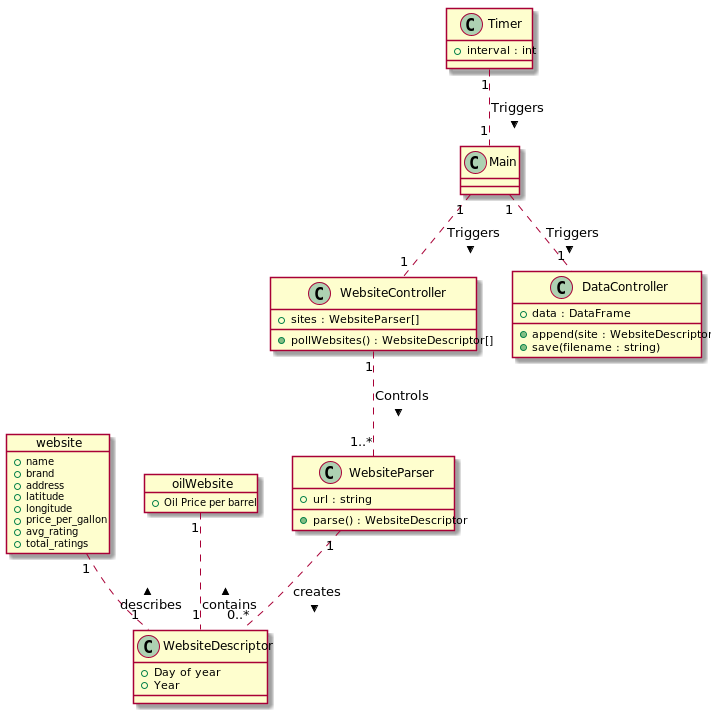 C Timer
interval : int
1
Triggers
1
C Main
1
1
Triggers
Triggers
1
1
C WebsiteController
sites : WebsiteParser[]
pollWebsites() : WebsiteDescriptor[]
C DataController
data : DataFrame
append(site : WebsiteDescriptor
save(filename : string)
1
Controls
1..*
website
name
brand
address
latitude
longitude
price_per_gallon
avg_rating
total_ratings
oilWebsite
Oil Price per barrel
C WebsiteParser
url : string
parse() : WebsiteDescriptor
1
1
1
describes
contains
creates
1
1
0..*
C WebsiteDescriptor
Day of year
Year